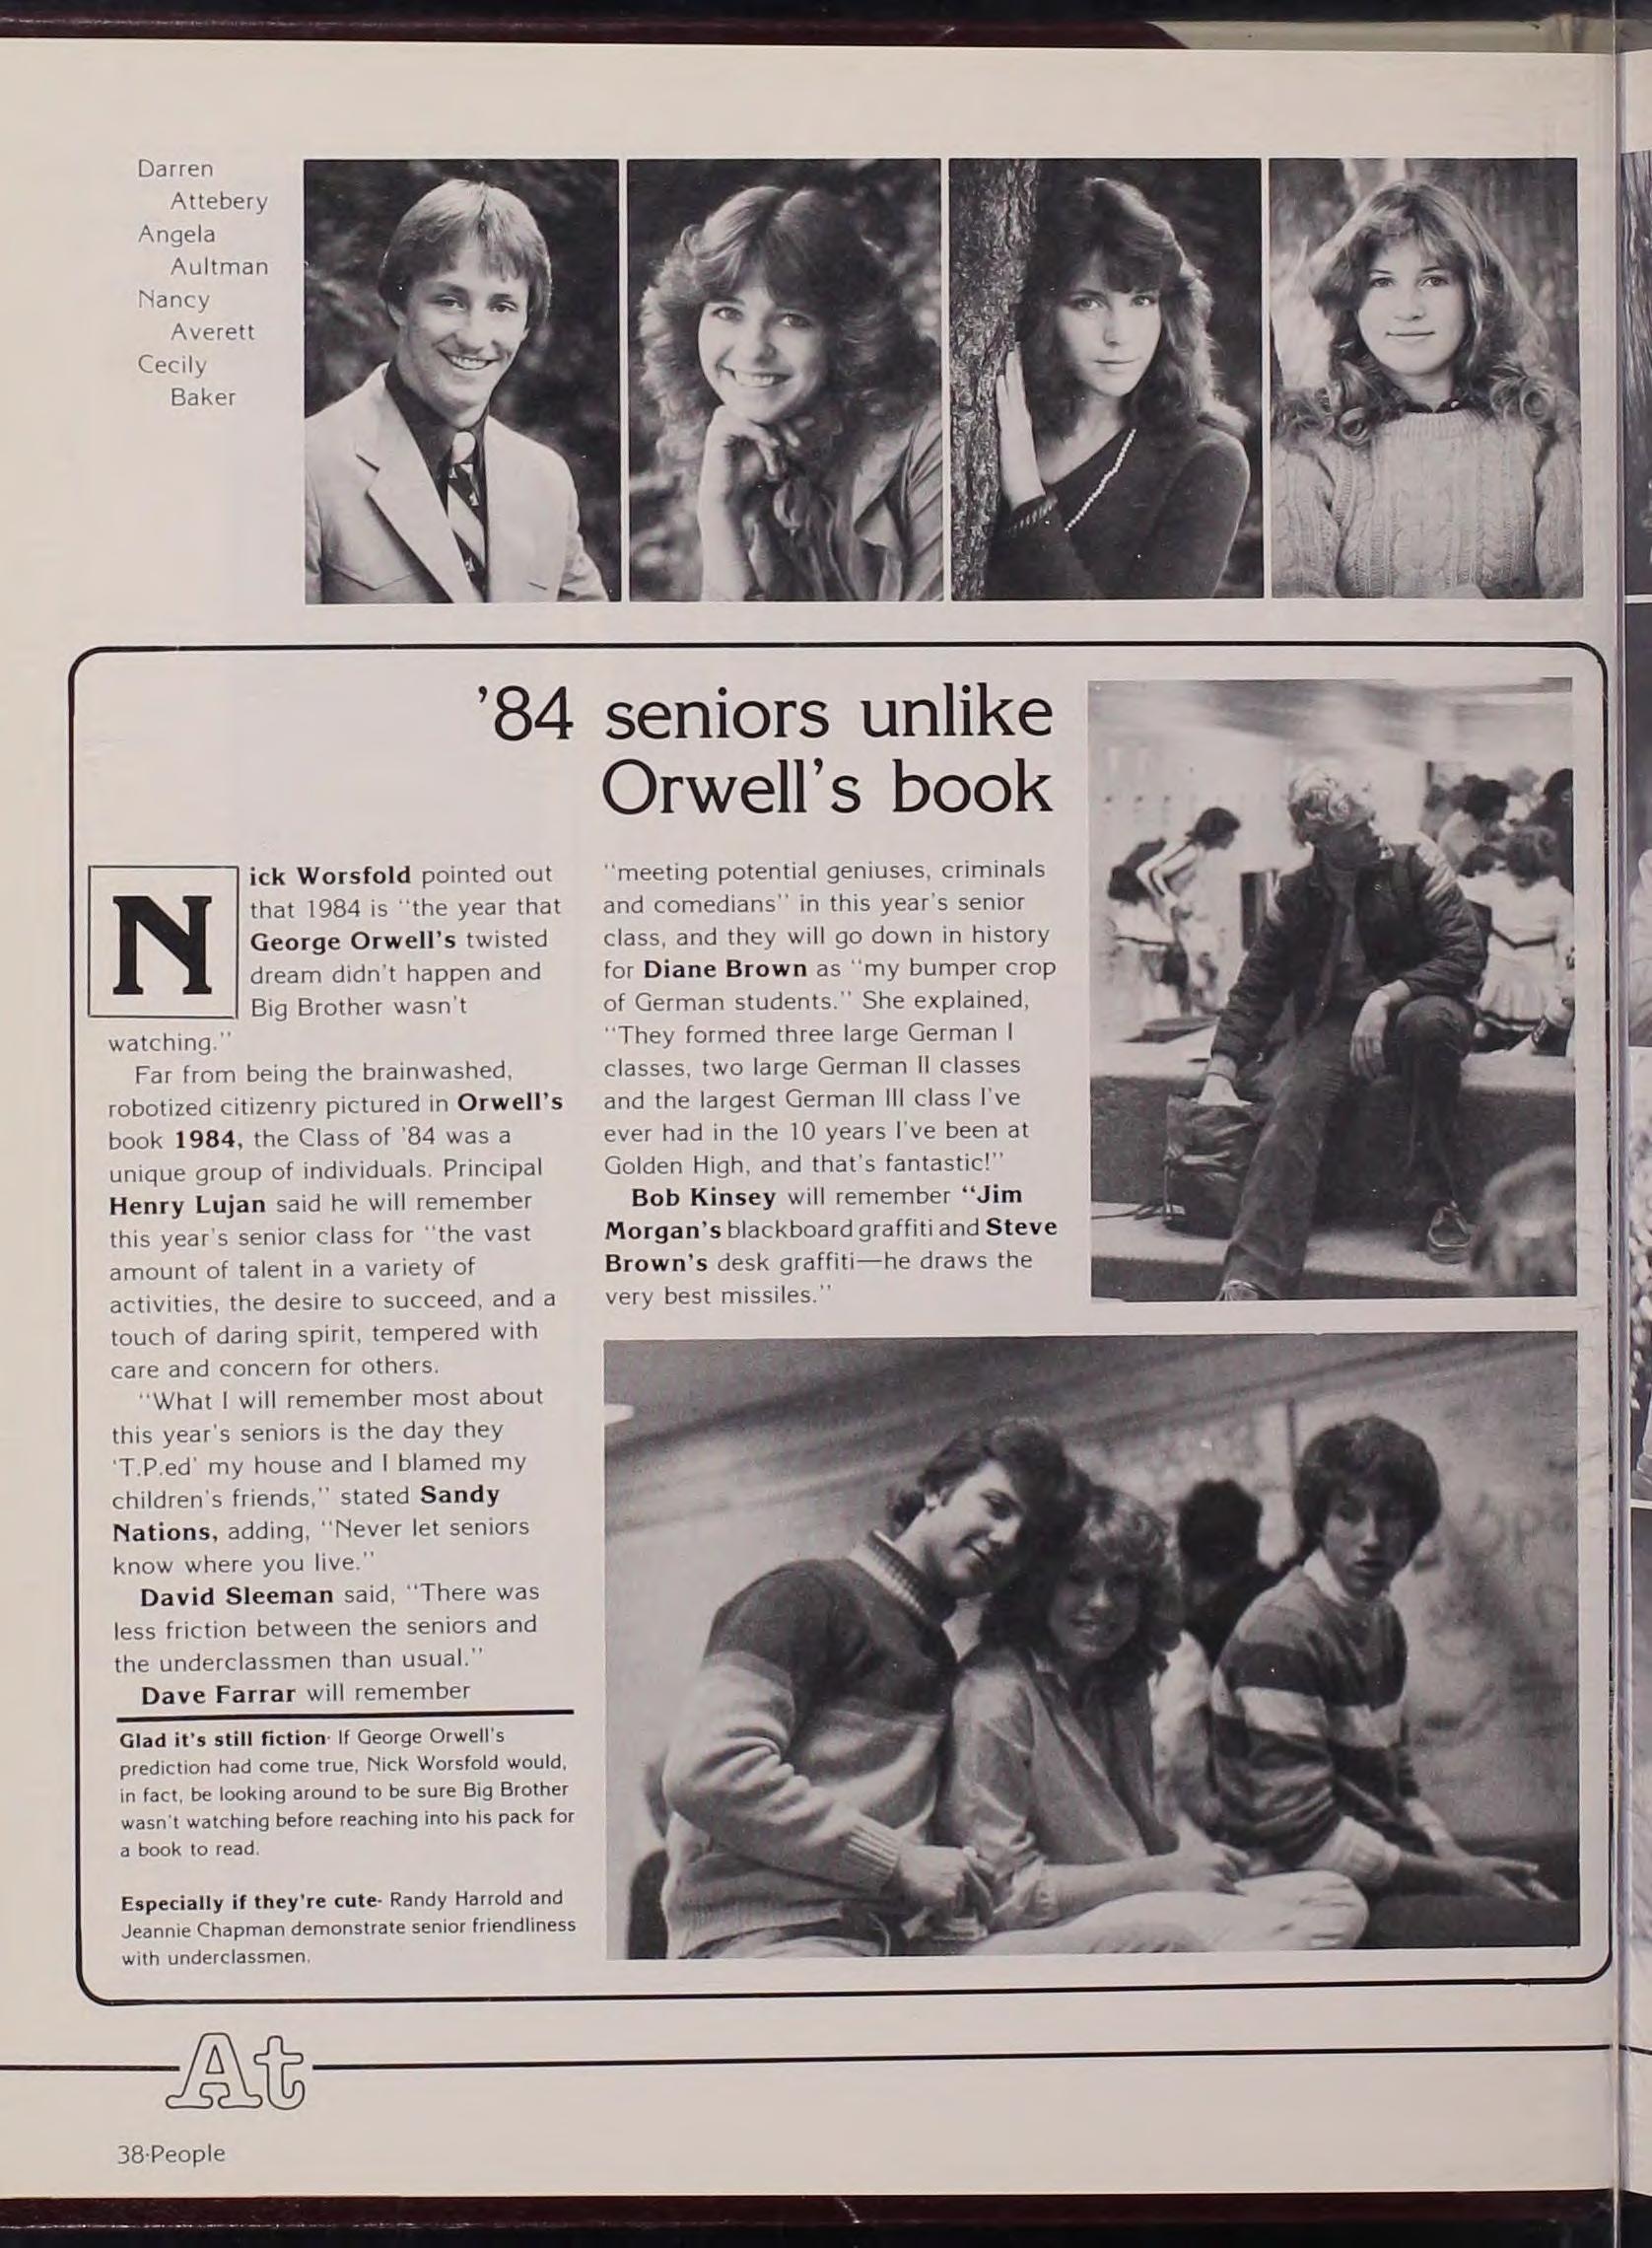 Darren
Attebery
Angela
Aultman
Nancy
Averett
Cecily
Baker
'84 seniors unlike
Orwell's book
Nick Worsfold pointed out
that 1984 is "the year that
George Orwell's twisted
dream didn't happen and
Big Brother wasn't
watching."
Far from being the brainwashed,
robotized citizenry pictured in Orwell's
book 1984, the Class of '84 was a
unique group of individuals. Principal
Henry Lujan said he will remember
this year's senior class for "the vast
amount of talent in a variety of
activities, the desire to succeed, and a
touch of daring spirit, tempered with
care and concern for others.
"What I will remember most about
this year's seniors is the day they
'T.P.ed' my house and I blamed my
children's friends," stated Sandy
Nations, adding, "Never let seniors
know where you live."
David Sleeman said, "There was
less friction between the seniors and
the underclassmen than usual."
Dave Farrar will remember
"meeting potential geniuses, criminals
and comedians" in this year's senior
class, and they will go down in history
for Diane Brown as "my bumper crop
of German students." She explained,
"They formed three large German I
classes, two large German II classes
and the largest German III class I've
ever had in the 10 years I've been at
Golden High, and that's fantastic!"
Bob Kinsey will remember "Jim
Morgan's blackboard graffiti and Steve
Brown's desk graffiti—he draws the
very best missiles."
Glad it's still fiction- If George Orwell's
prediction had come true, Nick Worsfold would,
in fact, be looking around to be sure Big Brother
wasn't watching before reaching into his pack for
a book to read.
Especially if they're cute- Randy Harrold and
Jeannie Chapman demonstrate senior friendliness
with underclassmen.
At
38-People